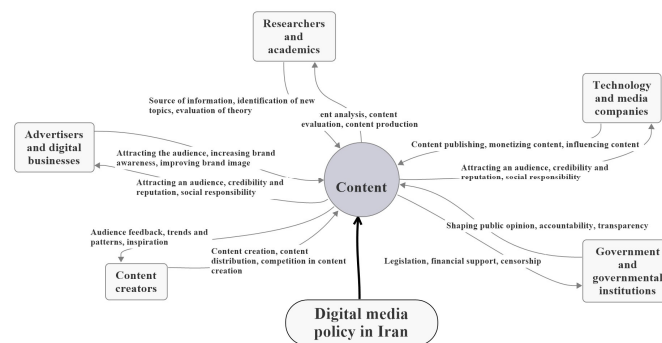 Researchers
and
academics
Source of information, identification of new
topics, evaluation of theory
ent analysis, content
evaluation, content production
Technology
and media
companies
Content publishing, monetizing content, influencing content
Attracting an audience, credibility and
reputation, social responsibility
Advertisers
and digital
businesses
Attracting the audience, increasing brand
awareness, improving brand image
Attracting an audience, credibility and
reputation, social responsibility
Content
Audience feedback, trends and
patterns, inspiration
Content creation, content
distribution, competition in content
creation
Content
creators
Shaping public opinion, accountability, transparency
Legislation, financial support, censorship
Government
and
governmental
institutions
Digital media
policy in Iran